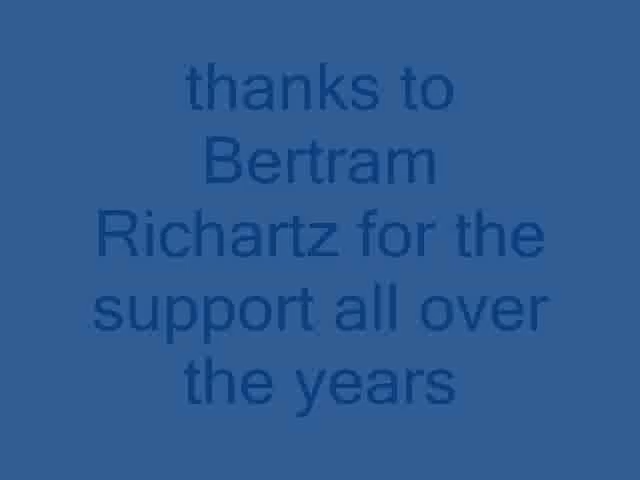 thanks to
Bertram
Richartz for the
support all over
the years